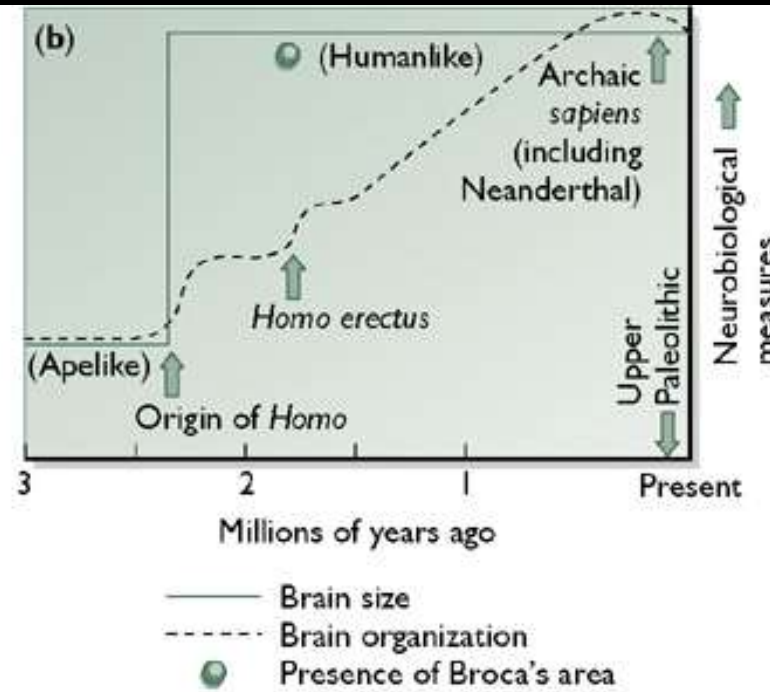 (b)
(Humanlike)
Archaic
sapiens
(including
Neanderthal)
Homo erectus
(Apelike)
Origin of Homo
Upper
Paleolithic
Neurobiological
measures
3
2
1
Present
Millions of years ago
Brain size
Brain organization
Presence of Broca's area